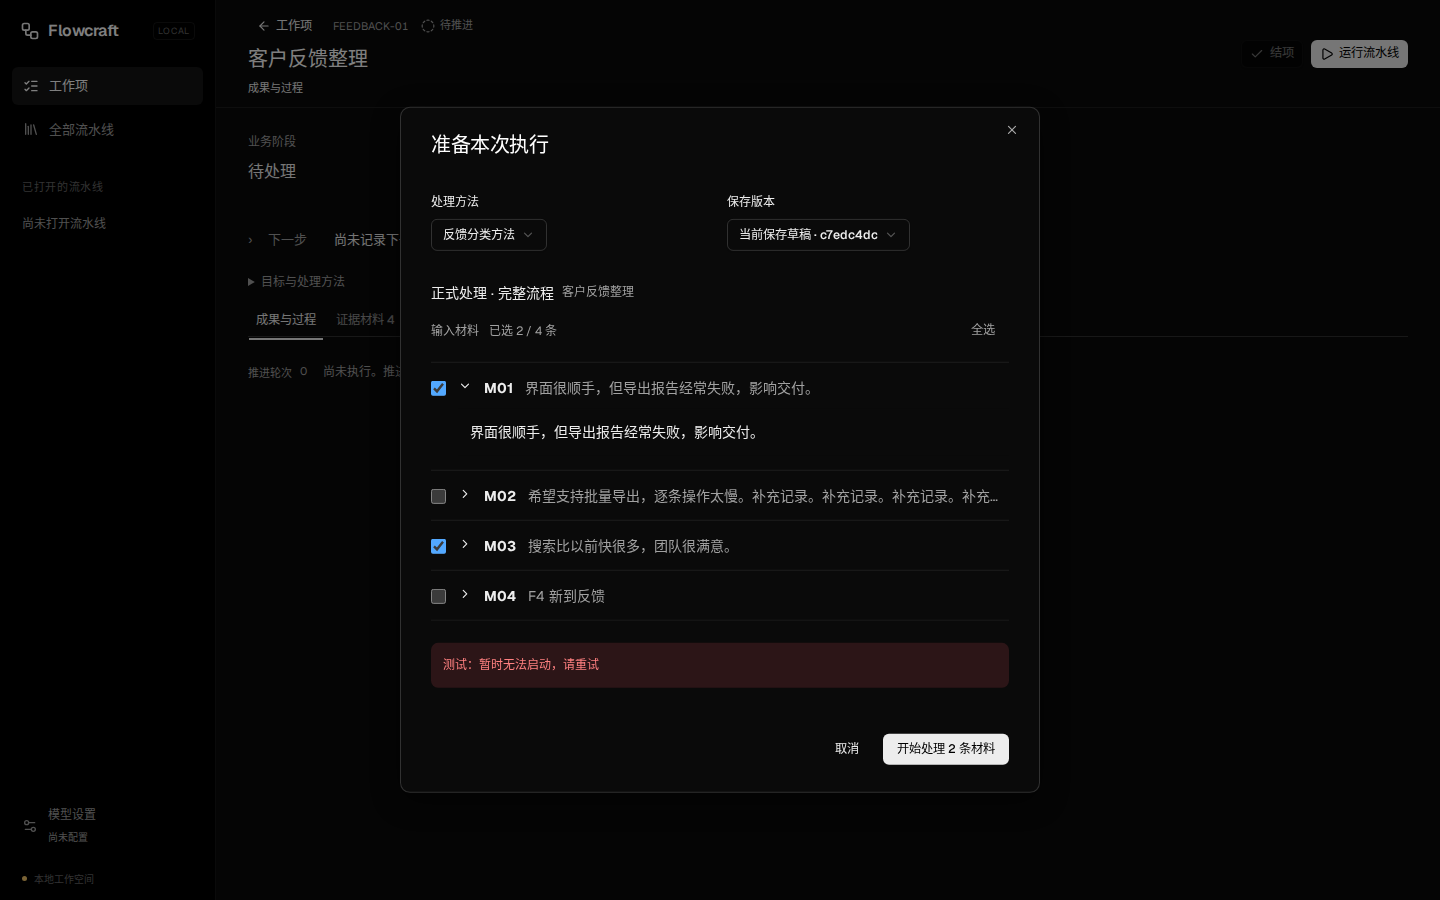 Flowcraft
LOCAL
工作项
全部流水线
已打开的流水线
尚未打开流水线
模型设置
尚未配置
本地工作空间
工作项
FEEDBACK-01
待推进
客户反馈整理
成果与过程
结项
运行流水线
业务阶段
待处理
下一步
尚未记录下
目标与处理方法
成果与过程
证据材料 4
推进轮次 0 尚未执行。推进
准备本次执行
处理方法
反馈分类方法
保存版本
当前保存草稿 · c7edc4dc
正式处理 · 完整流程 客户反馈整理
输入材料 已选 2 / 4 条
全选
M01 界面很顺手，但导出报告经常失败，影响交付。
界面很顺手，但导出报告经常失败，影响交付。
M02 希望支持批量导出，逐条操作太慢。补充记录。补充记录。补充记录。补充...
M03 搜索比以前快很多，团队很满意。
M04 F4 新到反馈
测试：暂时无法启动，请重试
取消
开始处理 2 条材料